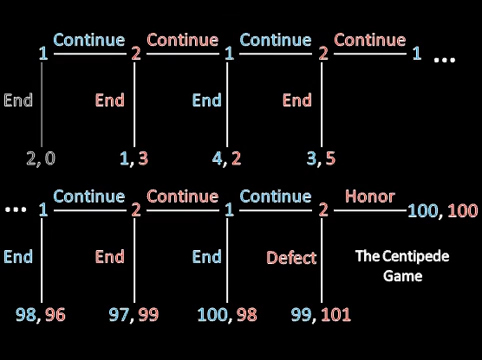 Continue Continue Continue Continue
1 2 1 2 1 ...
End End End End
2, 0 1, 3 4, 2 3, 5
Continue Continue Continue Honor
... 1 2 1 2 100, 100
End End End Defect The Centipede
Game
98, 96 97, 99 100, 98 99, 101